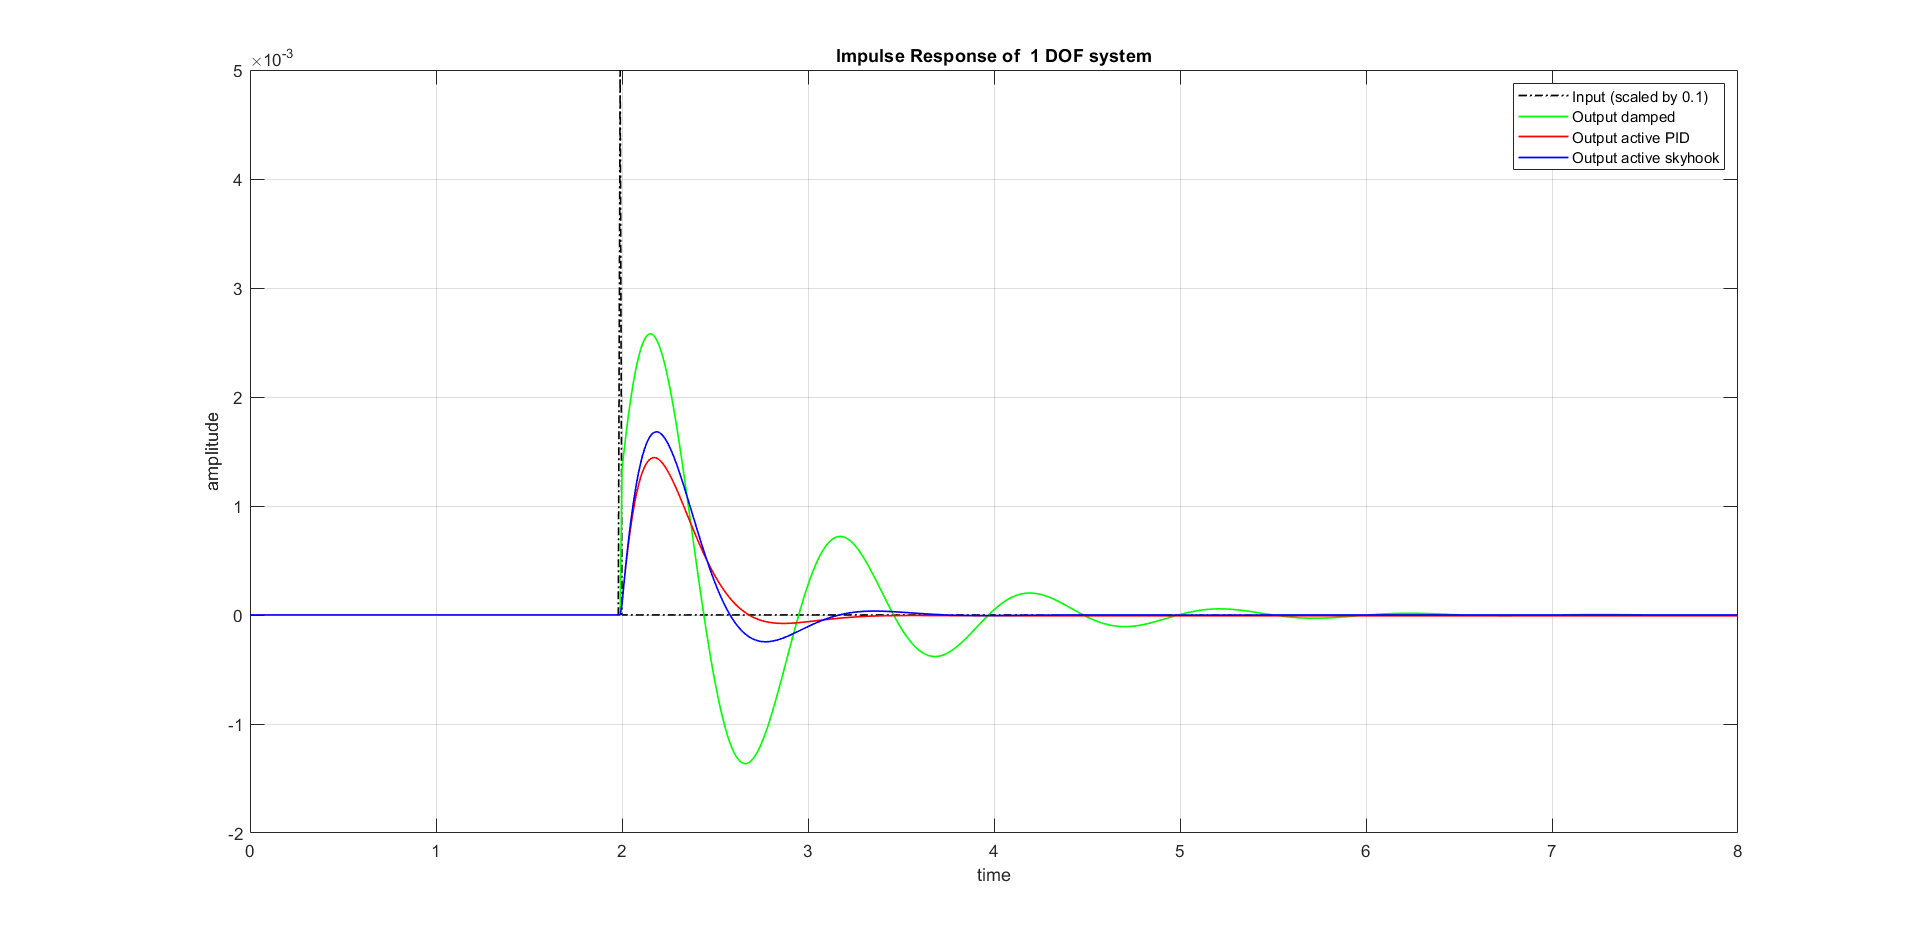 Impulse Response of  1 DOF system
×10-3
5
4
3
2
1
0
-1
-2
amplitude
0 1 2 3 4 5 6 7 8
time
Input (scaled by 0.1)
Output damped
Output active PID
Output active skyhook